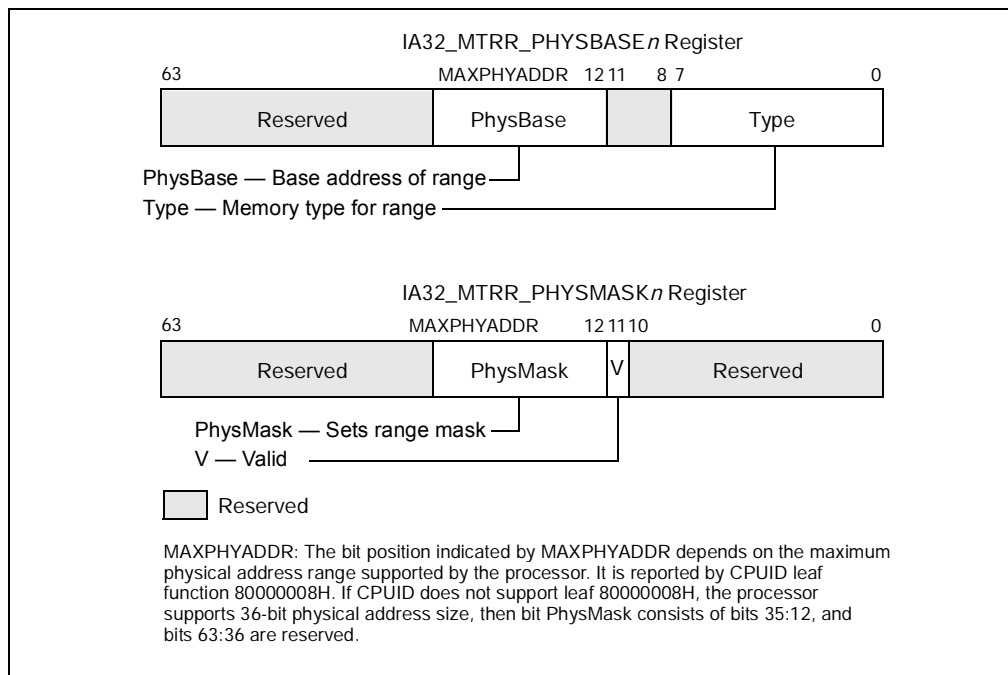 IA32_MTRR_PHYSBASEn Register
63 MAXPHYADDR 12 11 8 7 0
Reserved PhysBase Type
PhysBase — Base address of range
Type — Memory type for range
IA32_MTRR_PHYSMASKn Register
63 MAXPHYADDR 12 11 10 0
Reserved PhysMask V Reserved
PhysMask — Sets range mask
V — Valid
Reserved
MAXPHYADDR: The bit position indicated by MAXPHYADDR depends on the maximum
physical address range supported by the processor. It is reported by CPUID leaf
function 80000008H. If CPUID does not support leaf 80000008H, the processor
supports 36-bit physical address size, then bit PhysMask consists of bits 35:12, and
bits 63:36 are reserved.